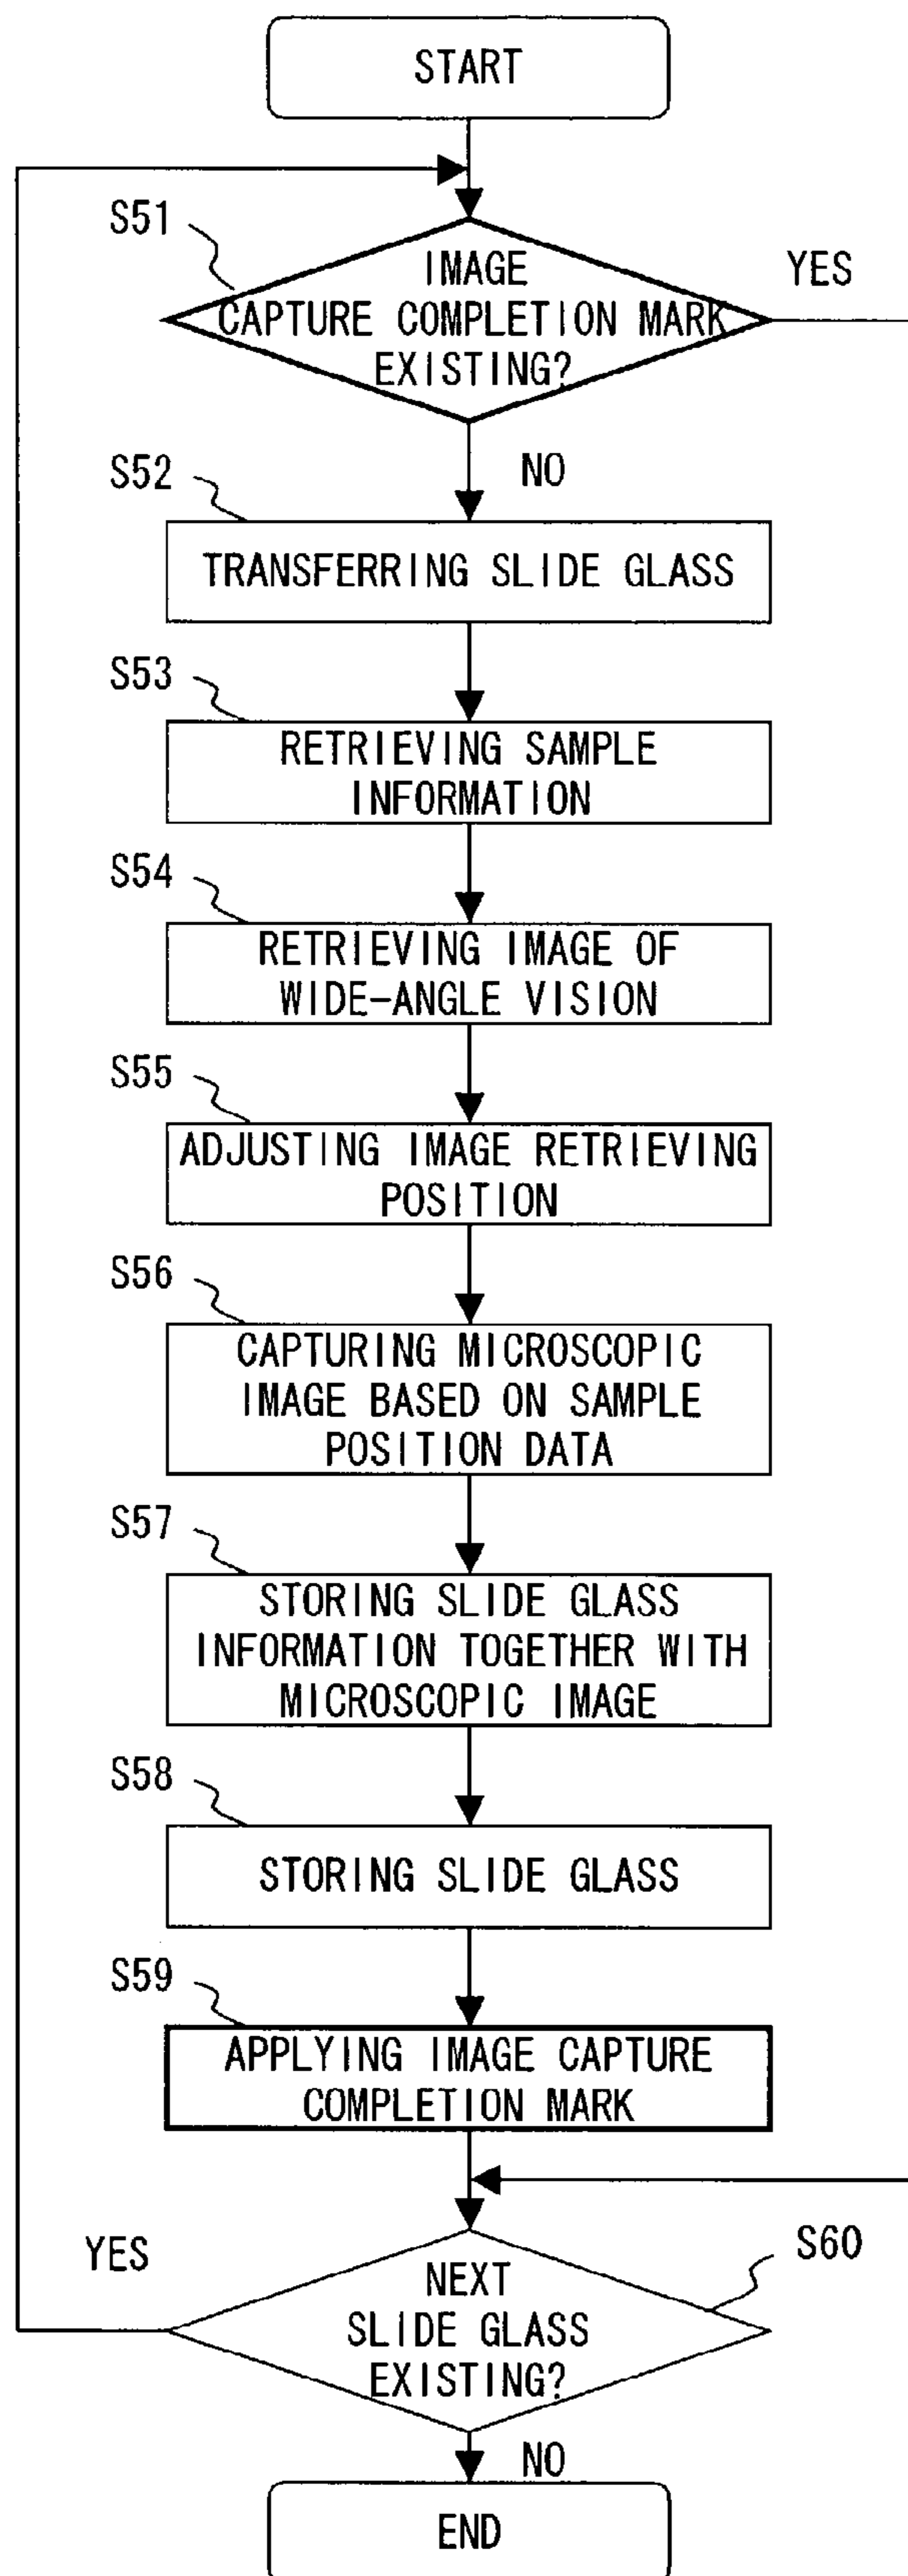 START
S51
IMAGE
CAPTURE COMPLETION MARK
EXISTING?
YES
NO
S52
TRANSFERRING SLIDE GLASS
S53
RETRIEVING SAMPLE
INFORMATION
S54
RETRIEVING IMAGE OF
WIDE-ANGLE VISION
S55
ADJUSTING IMAGE RETRIEVING
POSITION
S56
CAPTURING MICROSCOPIC
IMAGE BASED ON SAMPLE
POSITION DATA
S57
STORING SLIDE GLASS
INFORMATION TOGETHER WITH
MICROSCOPIC IMAGE
S58
STORING SLIDE GLASS
S59
APPLYING IMAGE CAPTURE
COMPLETION MARK
YES
S60
NEXT
SLIDE GLASS
EXISTING?
NO
END